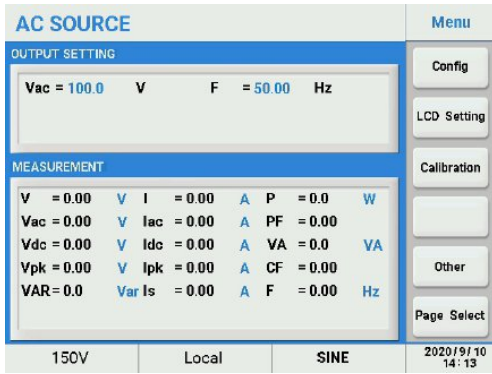 AC SOURCE
Menu
OUTPUT SETTING
Vac = 100.0 V F = 50.00 Hz
Config
LCD Setting
MEASUREMENT
Calibration
V = 0.00 V I = 0.00 A P = 0.0 W
Vac = 0.00 V Iac = 0.00 A PF = 0.00
Vdc = 0.00 V Idc = 0.00 A VA = 0.0 VA
Vpk = 0.00 V Ipk = 0.00 A CF = 0.00
VAR= 0.0 Var Is = 0.00 A F = 0.00 Hz
Other
Page Select
150V Local SINE 2020/9/10
14:13